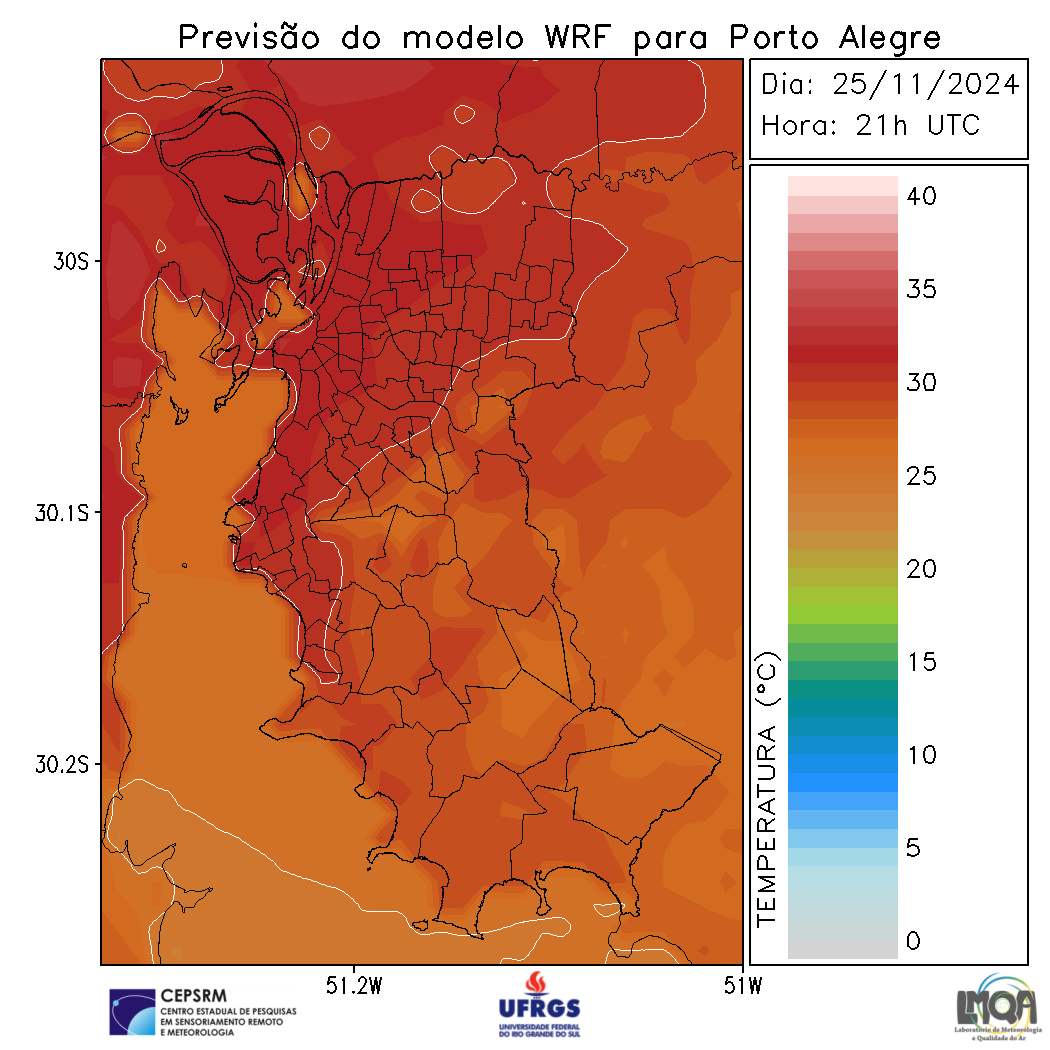 Previsão do modelo WRF para Porto Alegre
Dia: 25/11/2024
Hora: 21h UTC
30S
30.1S
30.2S
51.2W
51W
TEMPERATURA (°C)
40
35
30
25
20
15
10
5
0
CEPSRM
CENTRO ESTADUAL DE PESQUISAS
EM SENSORIAMENTO REMOTO
E METEOROLOGIA
UFRGS
UNIVERSIDADE FEDERAL
DO RIO GRANDE DO SUL
LMQA
Laboratório de Meteorologia
e Qualidade do Ar